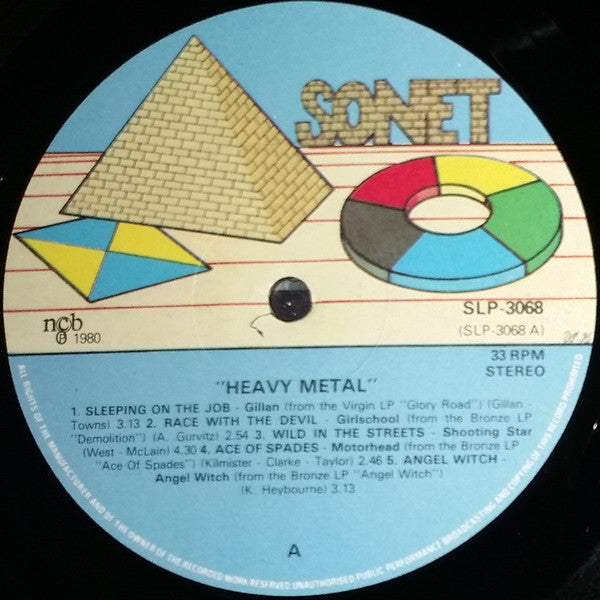 SONET
SLP-3068
(SLP-3068 A)
ncb
Ⓟ 1980
33 RPM
STEREO
"HEAVY METAL"
1. SLEEPING ON THE JOB - Gillan (from the Virgin LP "Glory Road") (Gillan -
Towns) 3.13 2. RACE WITH THE DEVIL - Girlschool (from the Bronze LP
"Demolition") (A. Gurvitz) 2.54 3. WILD IN THE STREETS - Shooting Star
(West - McLain) 4.30 4. ACE OF SPADES - Motorhead (from the Bronze LP
"Ace Of Spades") (Kilmister - Clarke - Taylor) 2.46 5. ANGEL WITCH -
Angel Witch (from the Bronze LP "Angel Witch")
(K. Heybourne) 3.13
A
ALL RIGHTS OF THE MANUFACTURER AND OF THE OWNER OF THE RECORDED WORK RESERVED. UNAUTHORISED PUBLIC PERFORMANCE BROADCASTING AND COPYING OF THIS RECORD PROHIBITED